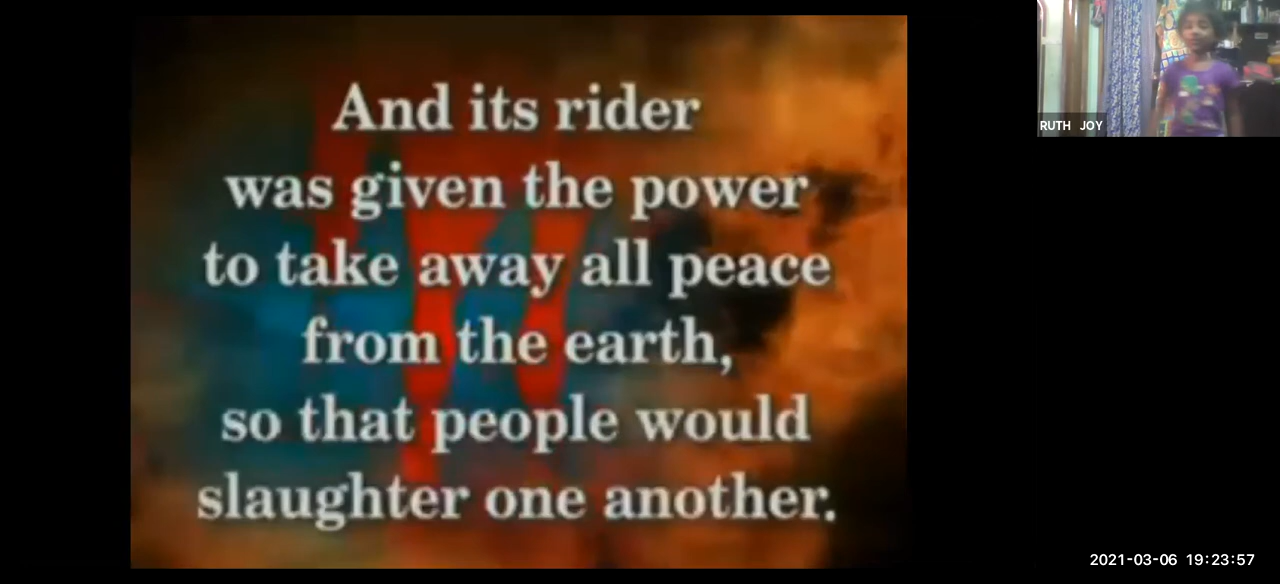 And its rider
was given the power
to take away all peace
from the earth,
so that people would
slaughter one another.
RUTH JOY
2021-03-06 19:23:57